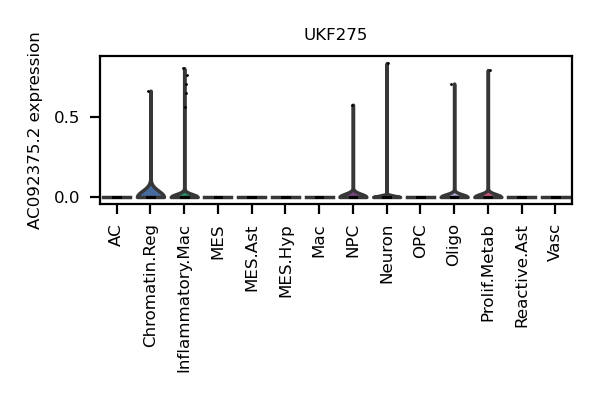 UKF275
AC092375.2 expression
0.5
0.0
AC
Chromatin.Reg
Inflammatory.Mac
MES
MES.Ast
MES.Hyp
Mac
NPC
Neuron
OPC
Oligo
Prolif.Metab
Reactive.Ast
Vasc